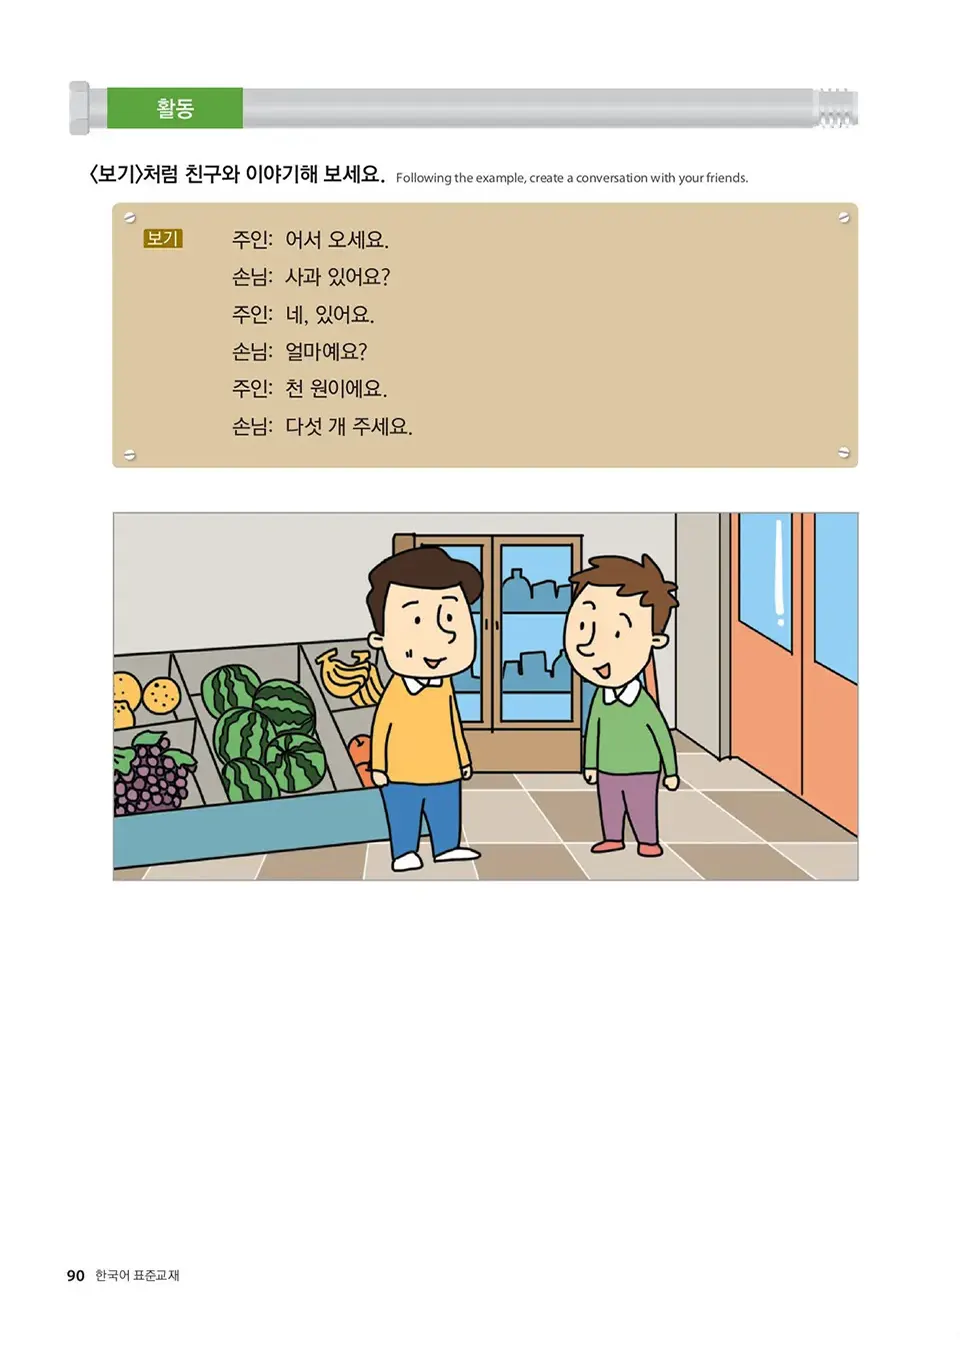 활동
<보기>처럼 친구와 이야기해 보세요. Following the example, create a conversation with your friends.
보기 주인: 어서 오세요.
손님: 사과 있어요?
주인: 네, 있어요.
손님: 얼마예요?
주인: 천 원이에요.
손님: 다섯 개 주세요.
90 한국어 표준교재